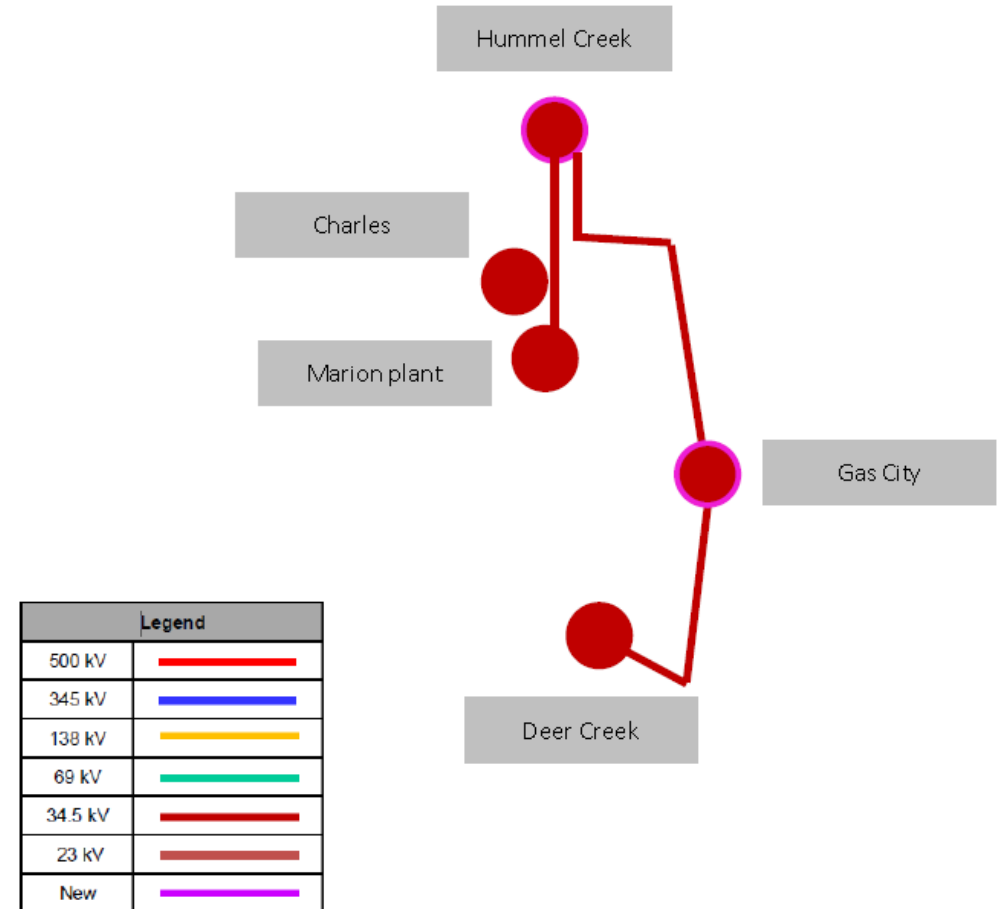 Hummel Creek
Charles
Marion plant
Gas City
Deer Creek
Legend
500 kV
345 kV
138 kV
69 kV
34.5 kV
23 kV
New